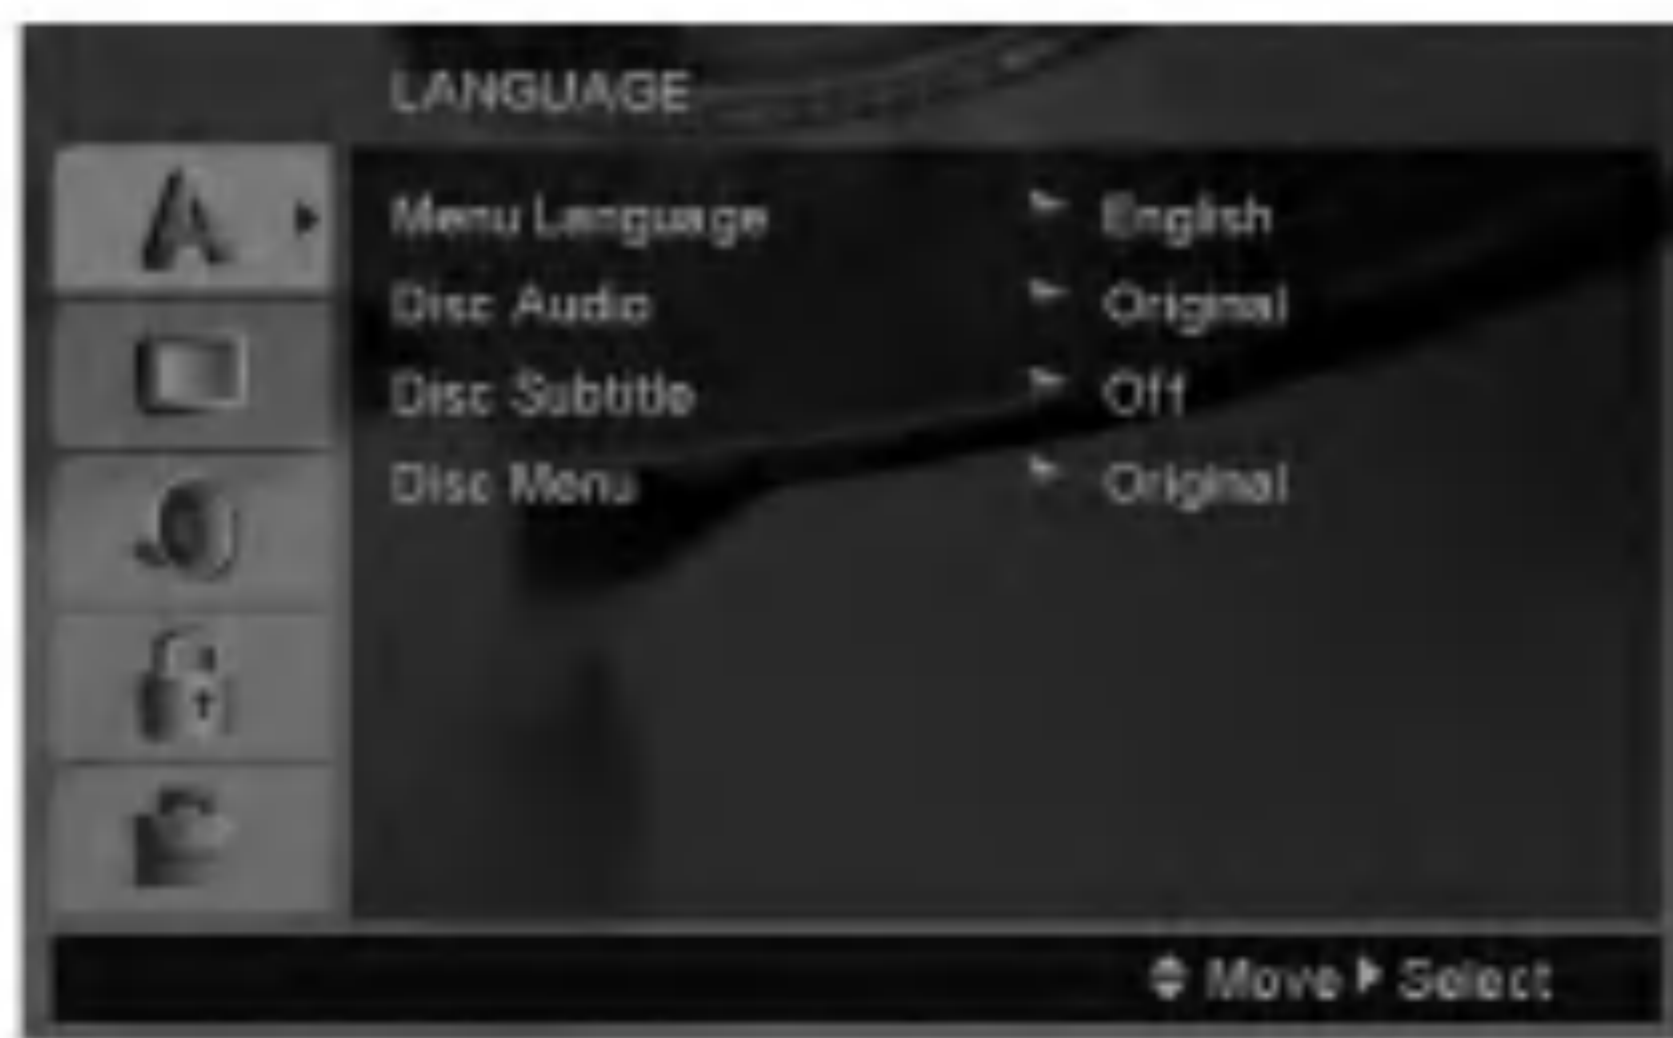 LANGUAGE
Menu Language ► English
Disc Audio ► Original
Disc Subtitle ► Off
Disc Menu ► Original
Move ► Select